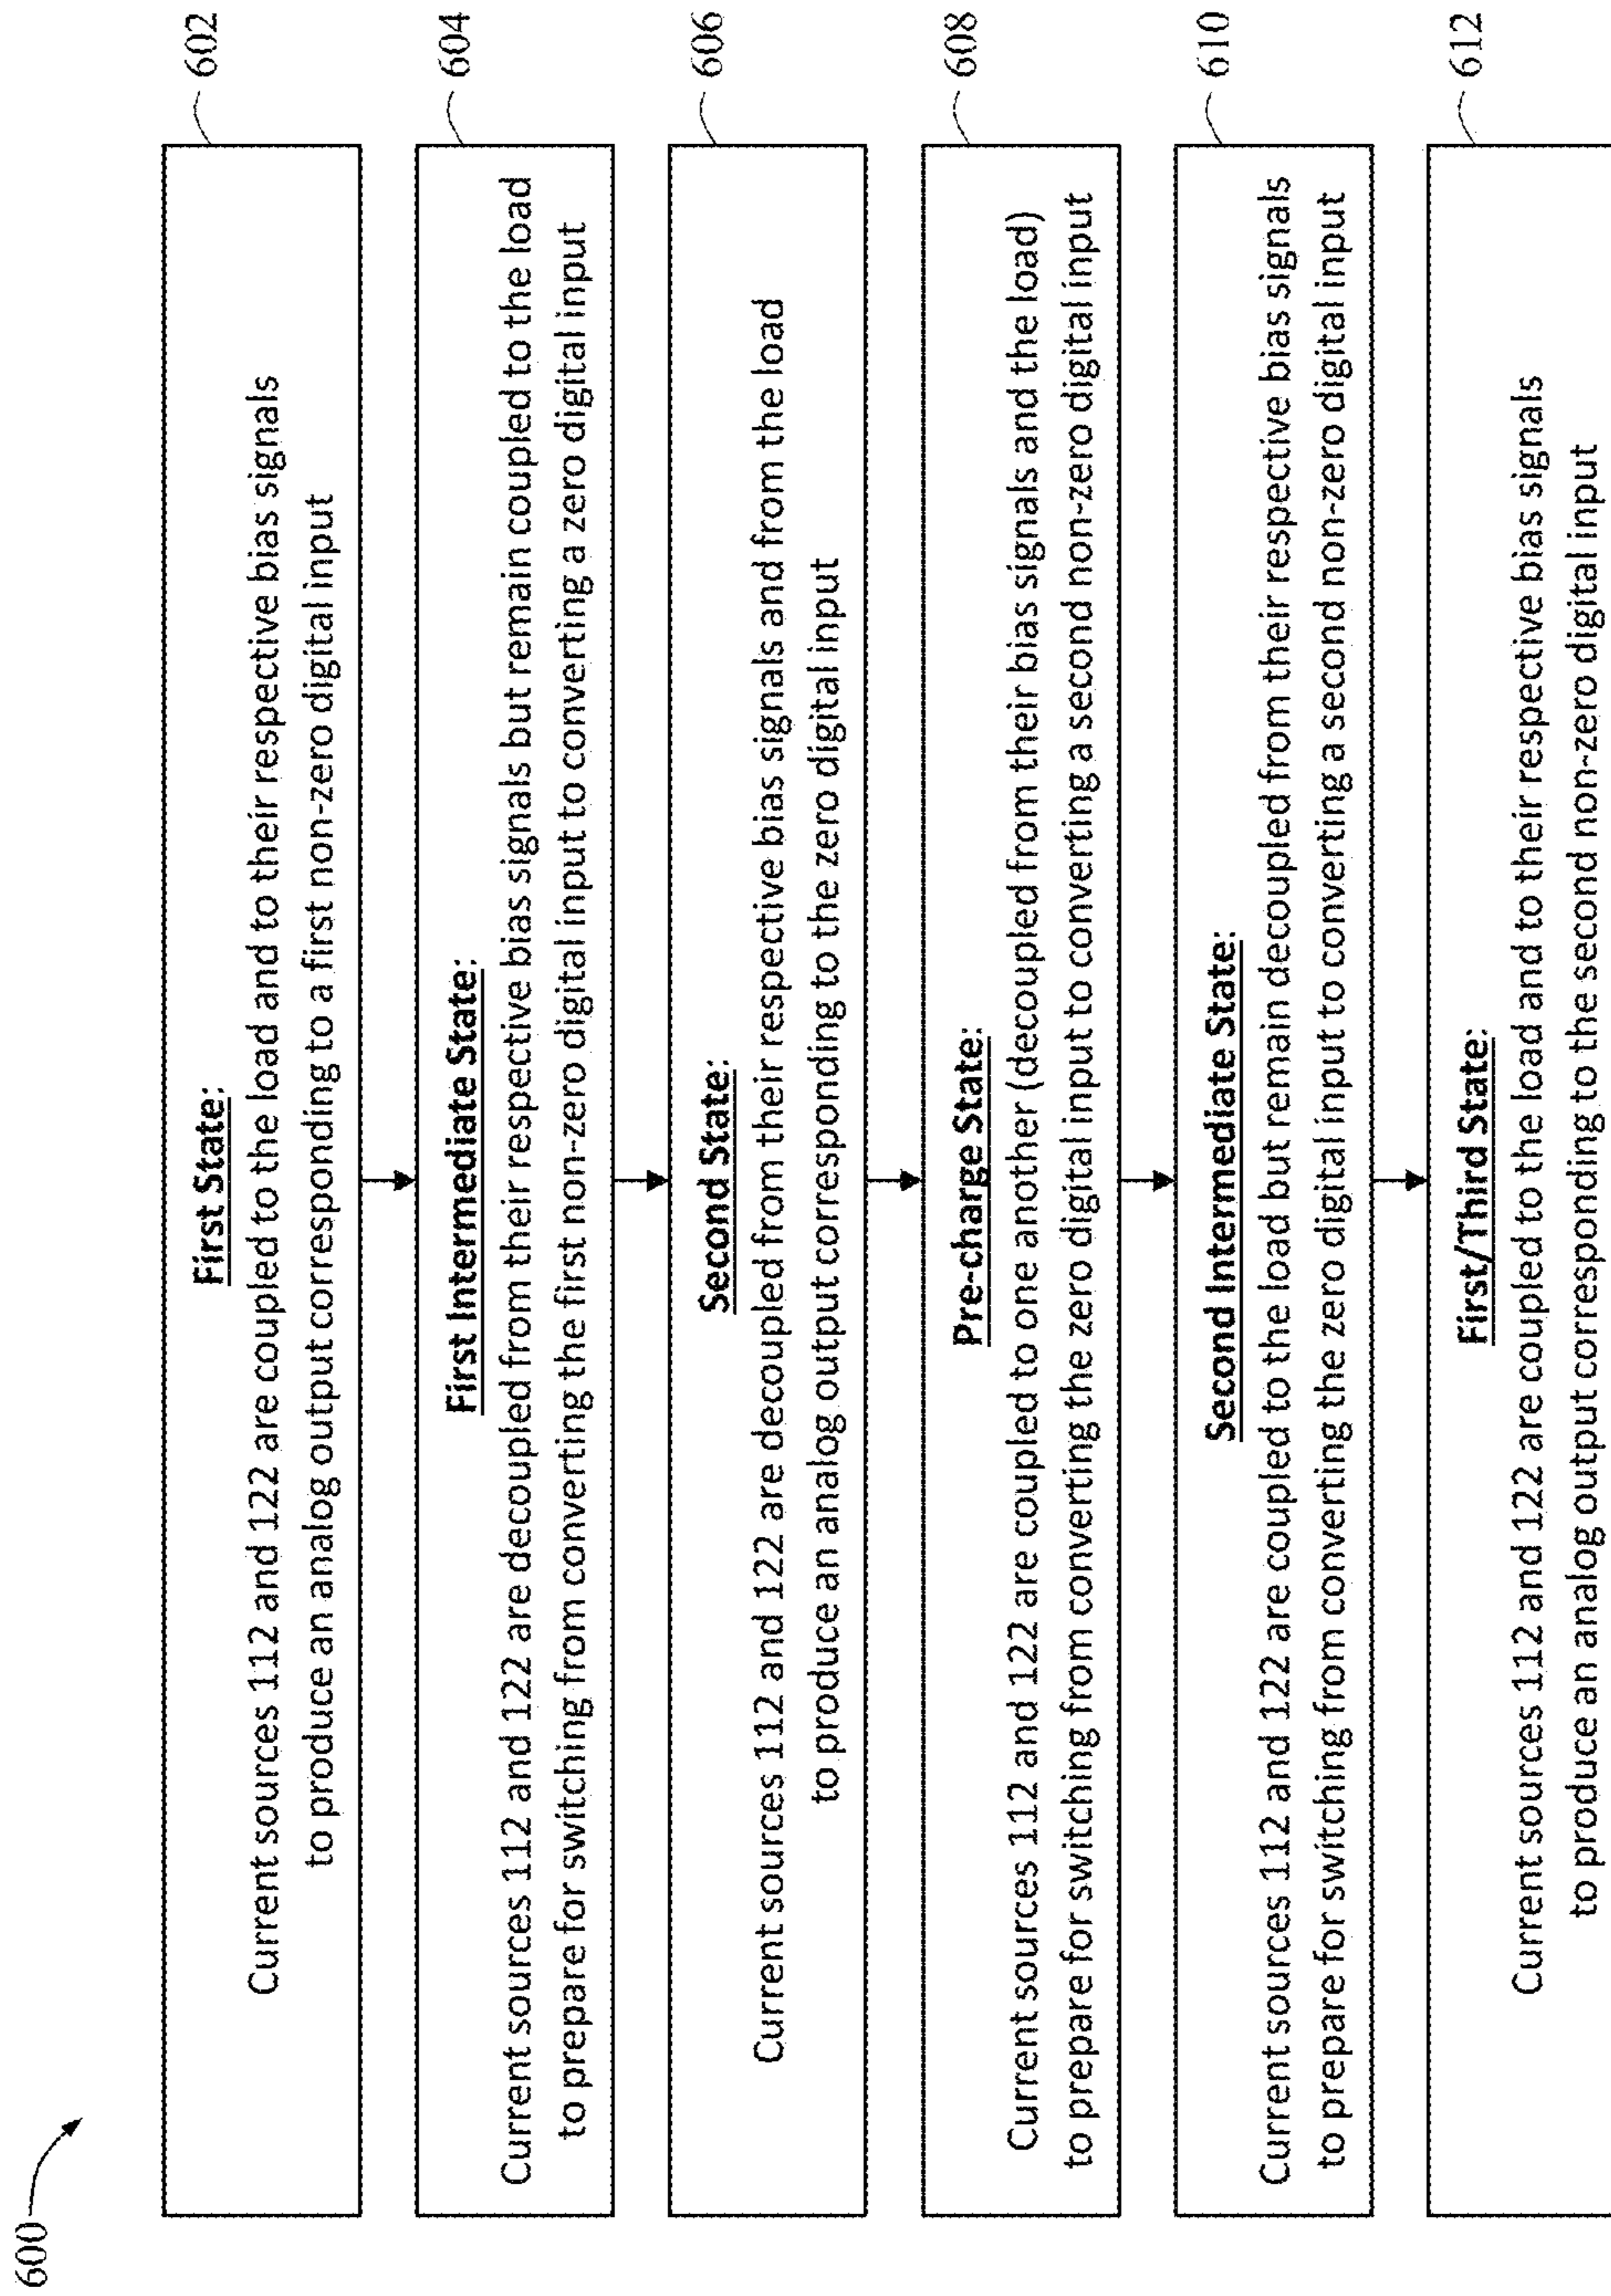 600
602
First State:
Current sources 112 and 122 are coupled to the load and to their respective bias signals
to produce an analog output corresponding to a first non-zero digital input
604
First Intermediate State:
Current sources 112 and 122 are decoupled from their respective bias signals but remain coupled to the load
to prepare for switching from converting the first non-zero digital input to converting a zero digital input
606
Second State:
Current sources 112 and 122 are decoupled from their respective bias signals and from the load
to produce an analog output corresponding to the zero digital input
608
Pre-charge State:
Current sources 112 and 122 are coupled to one another (decoupled from their bias signals and the load)
to prepare for switching from converting the zero digital input to converting a second non-zero digital input
610
Second Intermediate State:
Current sources 112 and 122 are coupled to the load but remain decoupled from their respective bias signals
to prepare for switching from converting the zero digital input to converting a second non-zero digital input
612
First/Third State:
Current sources 112 and 122 are coupled to the load and to their respective bias signals
to produce an analog output corresponding to the second non-zero digital input